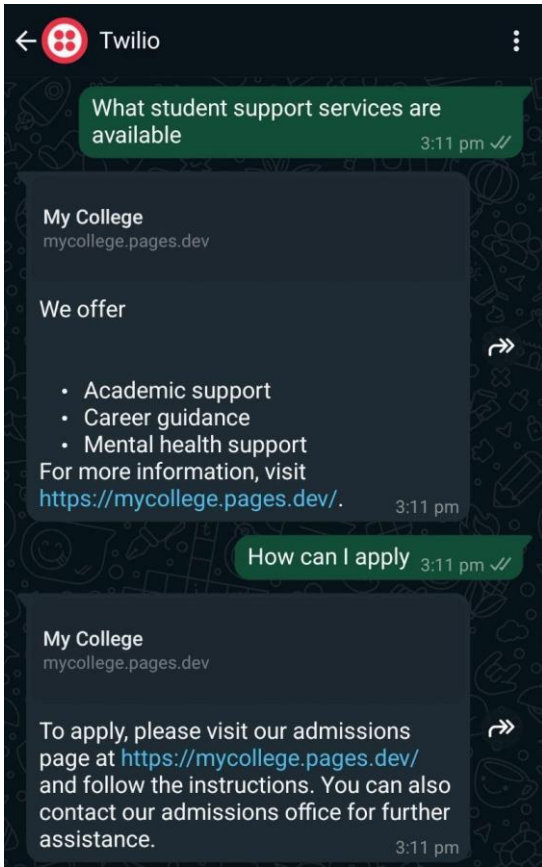 Twilio
What student support services are
available
3:11 pm
My College
mycollege.pages.dev
We offer
• Academic support
• Career guidance
• Mental health support
For more information, visit
https://mycollege.pages.dev/.
3:11 pm
How can I apply 3:11 pm
My College
mycollege.pages.dev
To apply, please visit our admissions
page at https://mycollege.pages.dev/
and follow the instructions. You can also
contact our admissions office for further
assistance.
3:11 pm